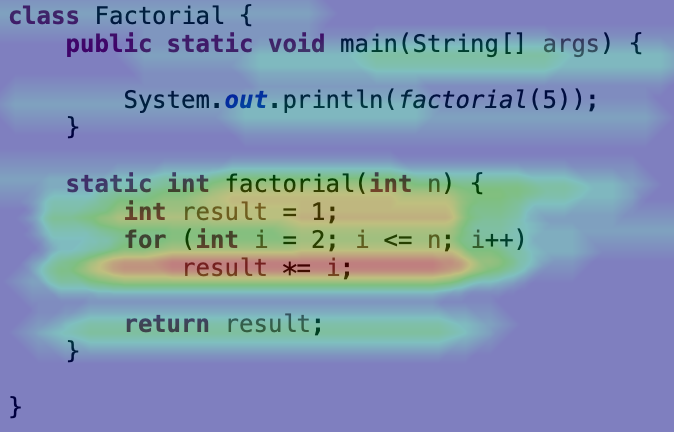 class Factorial {
    public static void main(String[] args) {
        System.out.println(factorial(5));
    }
    static int factorial(int n) {
        int result = 1;
        for (int i = 2; i <= n; i++)
            result *= i;
        return result;
    }
}